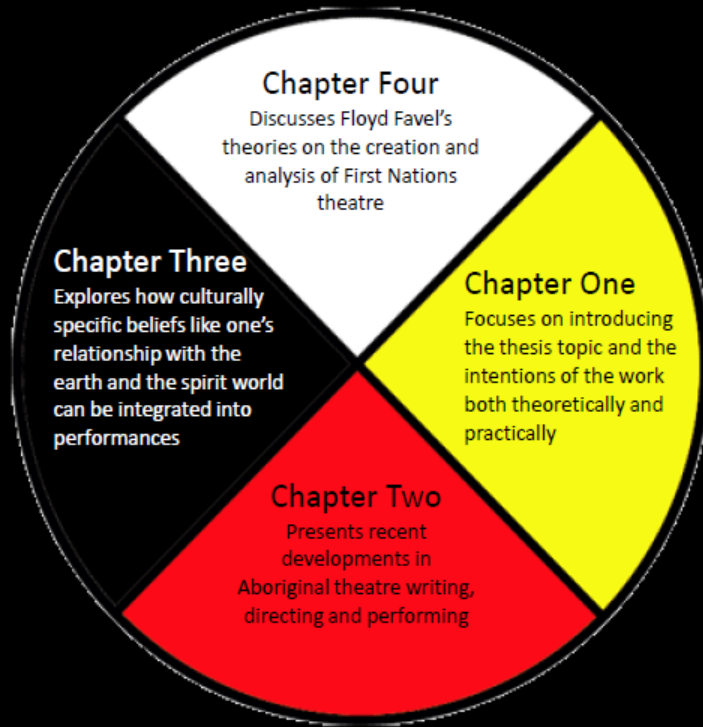 Chapter Four
Discusses Floyd Favel’s
theories on the creation and
analysis of First Nations
theatre
Chapter Three
Explores how culturally
specific beliefs like one’s
relationship with the
earth and the spirit world
can be integrated into
performances
Chapter One
Focuses on introducing
the thesis topic and the
intentions of the work
both theoretically and
practically
Chapter Two
Presents recent
developments in
Aboriginal theatre writing,
directing and performing